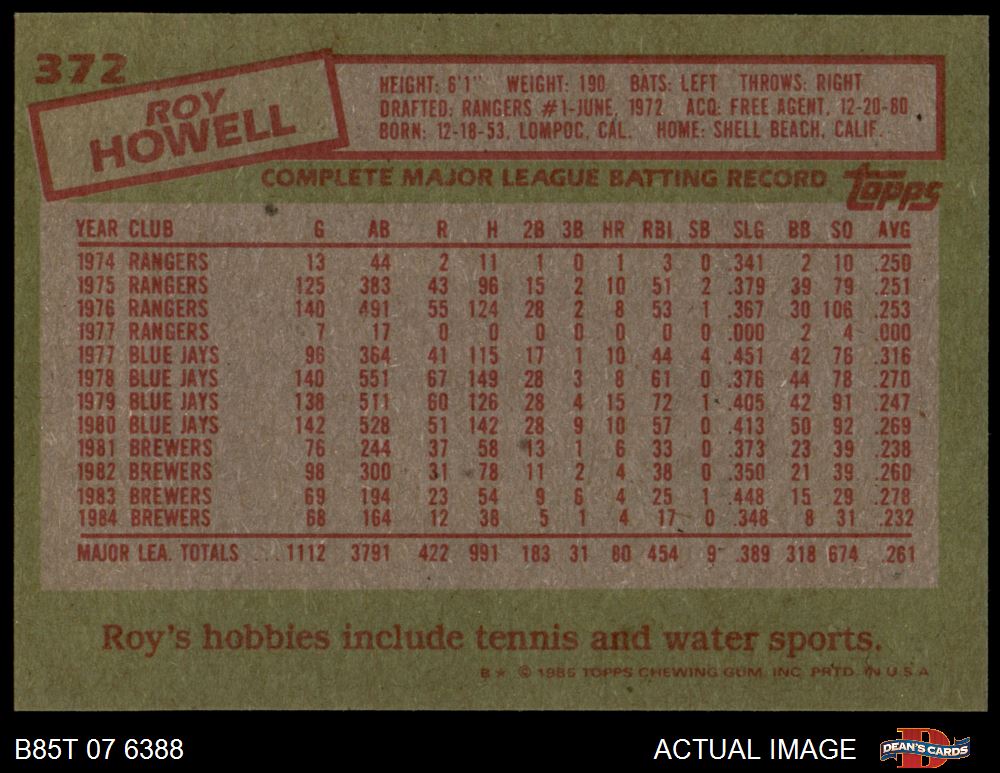 372
ROY
HOWELL
HEIGHT: 6'1" WEIGHT: 190 BATS: LEFT THROWS: RIGHT
DRAFTED: RANGERS #1-JUNE, 1972 ACQ: FREE AGENT, 12-20-80
BORN: 12-18-53, LOMPOC, CAL. HOME: SHELL BEACH, CALIF.
COMPLETE MAJOR LEAGUE BATTING RECORD topps
YEAR CLUB G AB R H 2B 3B HR RBI SB SLG BB SO AVG
1974 RANGERS 13 44 2 11 1 0 1 3 0 .341 2 10 .250
1975 RANGERS 125 383 43 96 15 2 10 51 2 .379 39 79 .251
1976 RANGERS 140 491 55 124 28 2 8 53 1 .367 30 106 .253
1977 RANGERS 7 17 0 0 0 0 0 0 0 .000 2 4 .000
1977 BLUE JAYS 96 364 41 115 17 1 10 44 4 .451 42 76 .316
1978 BLUE JAYS 140 551 67 149 28 3 8 61 0 .376 44 78 .270
1979 BLUE JAYS 138 511 60 126 28 4 15 72 1 .405 42 91 .247
1980 BLUE JAYS 142 528 51 142 28 9 10 57 0 .413 50 92 .269
1981 BREWERS 76 244 37 58 13 1 6 33 0 .373 23 39 .238
1982 BREWERS 98 300 31 78 11 2 4 38 0 .350 21 39 .260
1983 BREWERS 69 194 23 54 9 6 4 25 1 .448 15 29 .278
1984 BREWERS 68 164 12 38 5 1 4 17 0 .348 8 31 .232
MAJOR LEA. TOTALS ... 1112 3791 422 991 183 31 80 454 9 .389 318 674 .261
Roy's hobbies include tennis and water sports.
B★ © 1985 TOPPS CHEWING GUM, INC. PRTD. IN U.S.A
B85T 07 6388 ACTUAL IMAGE DEAN'S CARDS